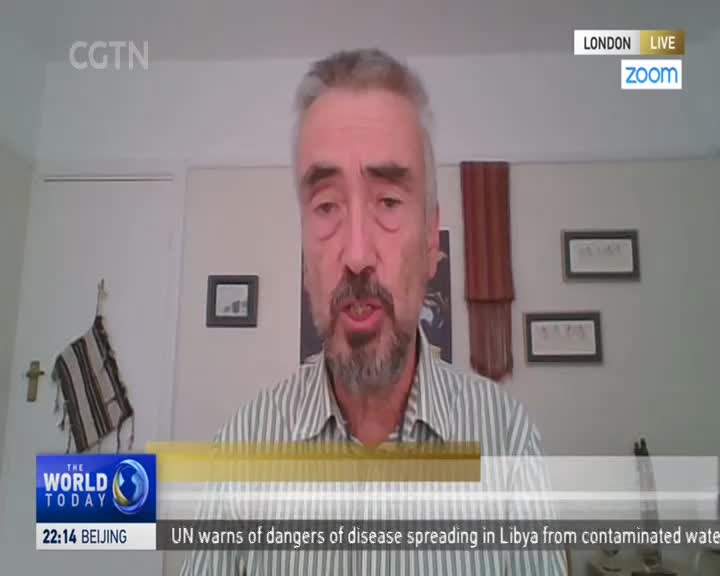 CGTN
LONDON LIVE
zoom
THE
WORLD
TODAY
22:14 BEIJING
UN warns of dangers of disease spreading in Libya from contaminated wate